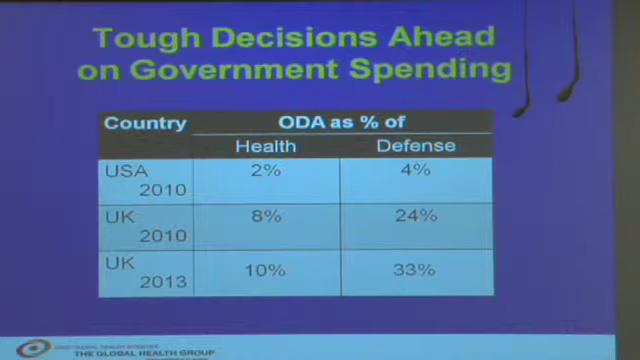 Tough Decisions Ahead
on Government Spending
Country ODA as % of
Health Defense
USA 2% 4%
2010
UK 8% 24%
2010
UK 10% 33%
2013
THE GLOBAL HEALTH GROUP